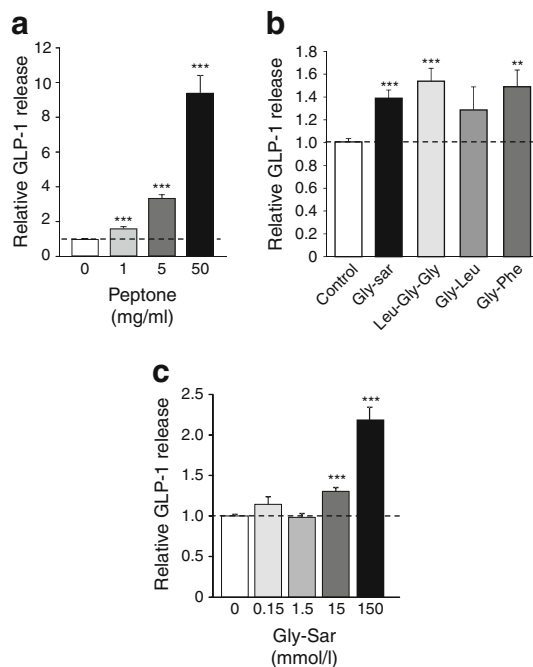 a
Relative GLP-1 release
12
10
8
6
4
2
0
***
***
***
0 1 5 50
Peptone
(mg/ml)
b
Relative GLP-1 release
1.8
1.6
1.4
1.2
1.0
0.8
0.6
0.4
0.2
0
***
***
**
Control
Gly-sar
Leu-Gly-Gly
Gly-Leu
Gly-Phe
c
Relative GLP-1 release
2.5
2.0
1.5
1.0
0.5
0.0
***
***
0 0.15 1.5 15 150
Gly-Sar
(mmol/l)